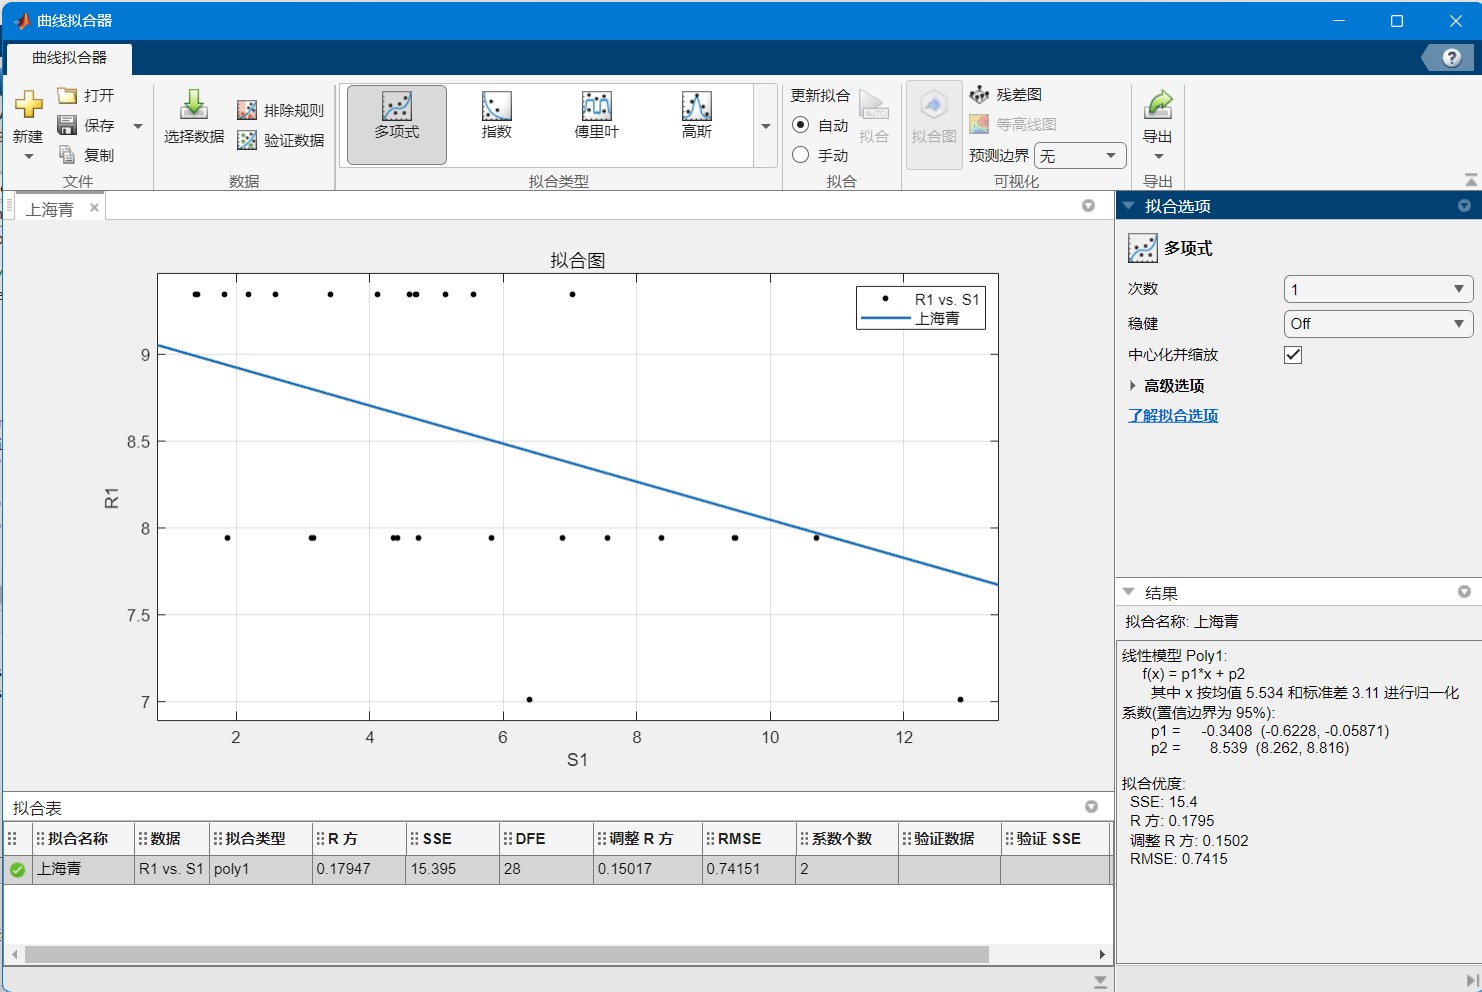 曲线拟合器
曲线拟合器
新建
打开
保存
复制
文件
选择数据
排除规则
验证数据
数据
多项式
指数
傅里叶
高斯
拟合类型
更新拟合
自动
手动
拟合
拟合
拟合图
残差图
等高线图
预测边界 无
可视化
导出
导出
上海青
拟合图
R1 vs. S1
上海青
9
8.5
8
7.5
7
R1
2 4 6 8 10 12
S1
拟合选项
多项式
次数 1
稳健 Off
中心化并缩放
高级选项
了解拟合选项
结果
拟合名称: 上海青
线性模型 Poly1:
f(x) = p1*x + p2
其中 x 按均值 5.534 和标准差 3.11 进行归一化
系数(置信边界为 95%):
p1 = -0.3408 (-0.6228, -0.05871)
p2 = 8.539 (8.262, 8.816)
拟合优度:
SSE: 15.4
R 方: 0.1795
调整 R 方: 0.1502
RMSE: 0.7415
拟合表
拟合名称 数据 拟合类型 R 方 SSE DFE 调整 R 方 RMSE 系数个数 验证数据 验证 SSE
上海青 R1 vs. S1 poly1 0.17947 15.395 28 0.15017 0.74151 2